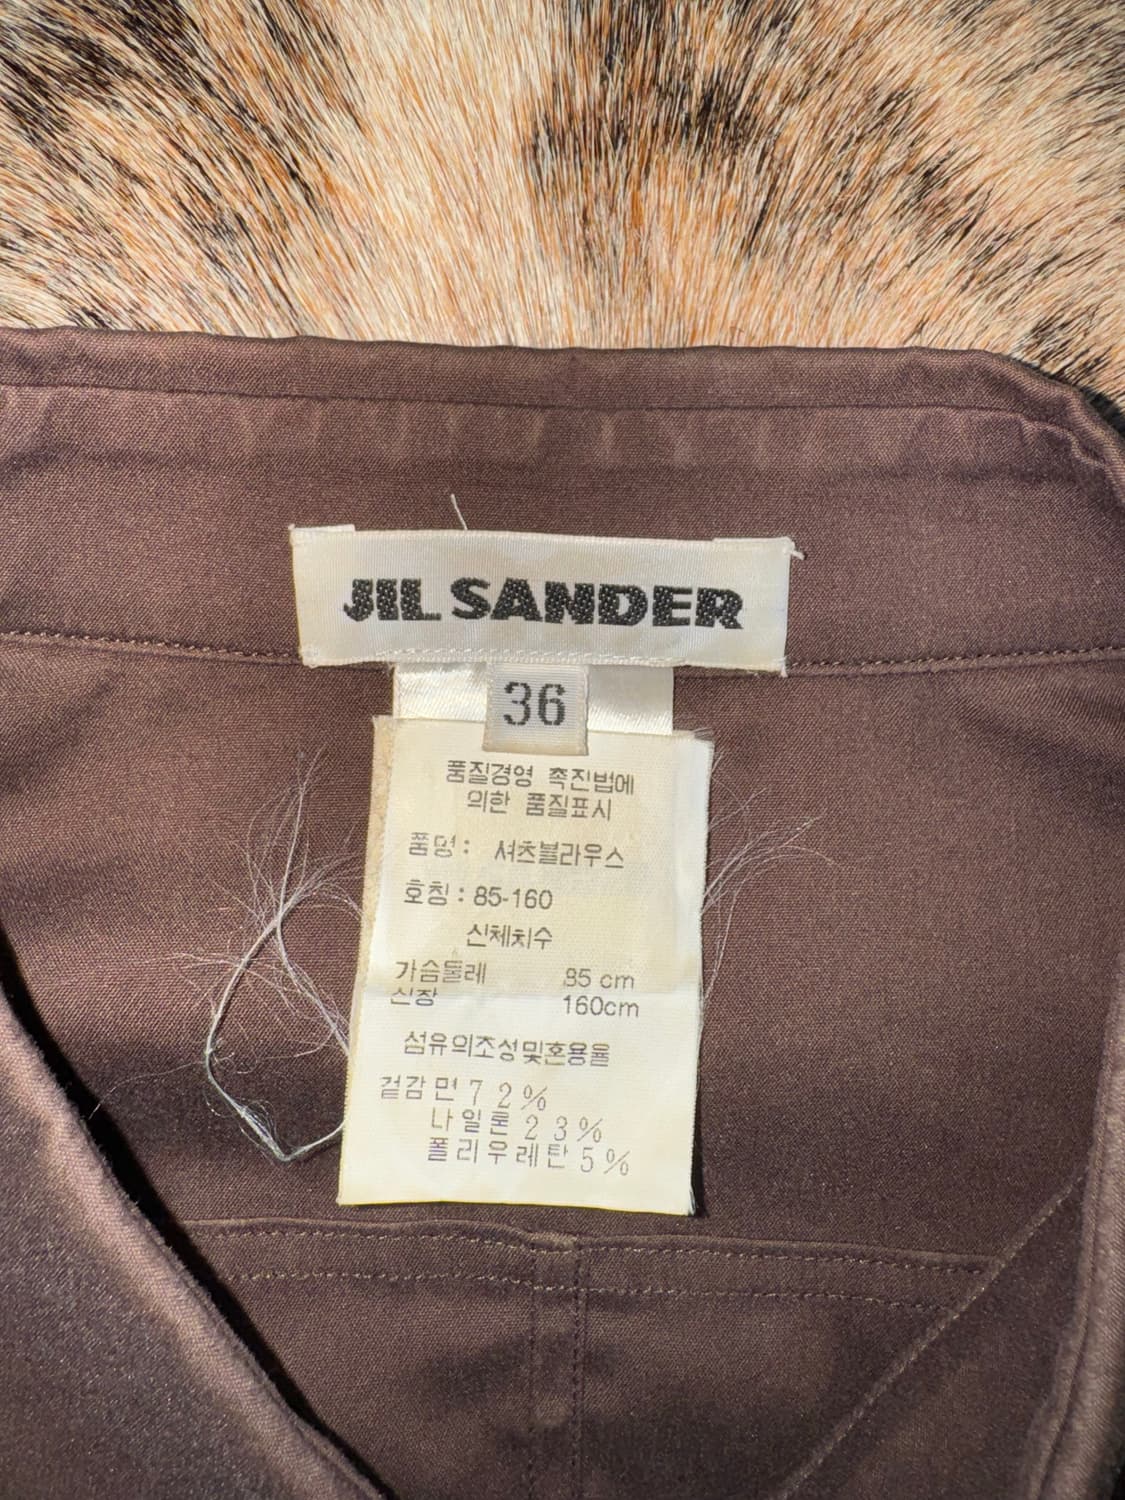 JIL SANDER
36
품질경영 촉진법에
의한 품질표시
품명: 셔츠블라우스
호칭: 85-160
신체치수
가슴둘레 85 cm
신장 160cm
섬유의조성및혼용율
겉감면72%
나일론23%
폴리우레탄5%